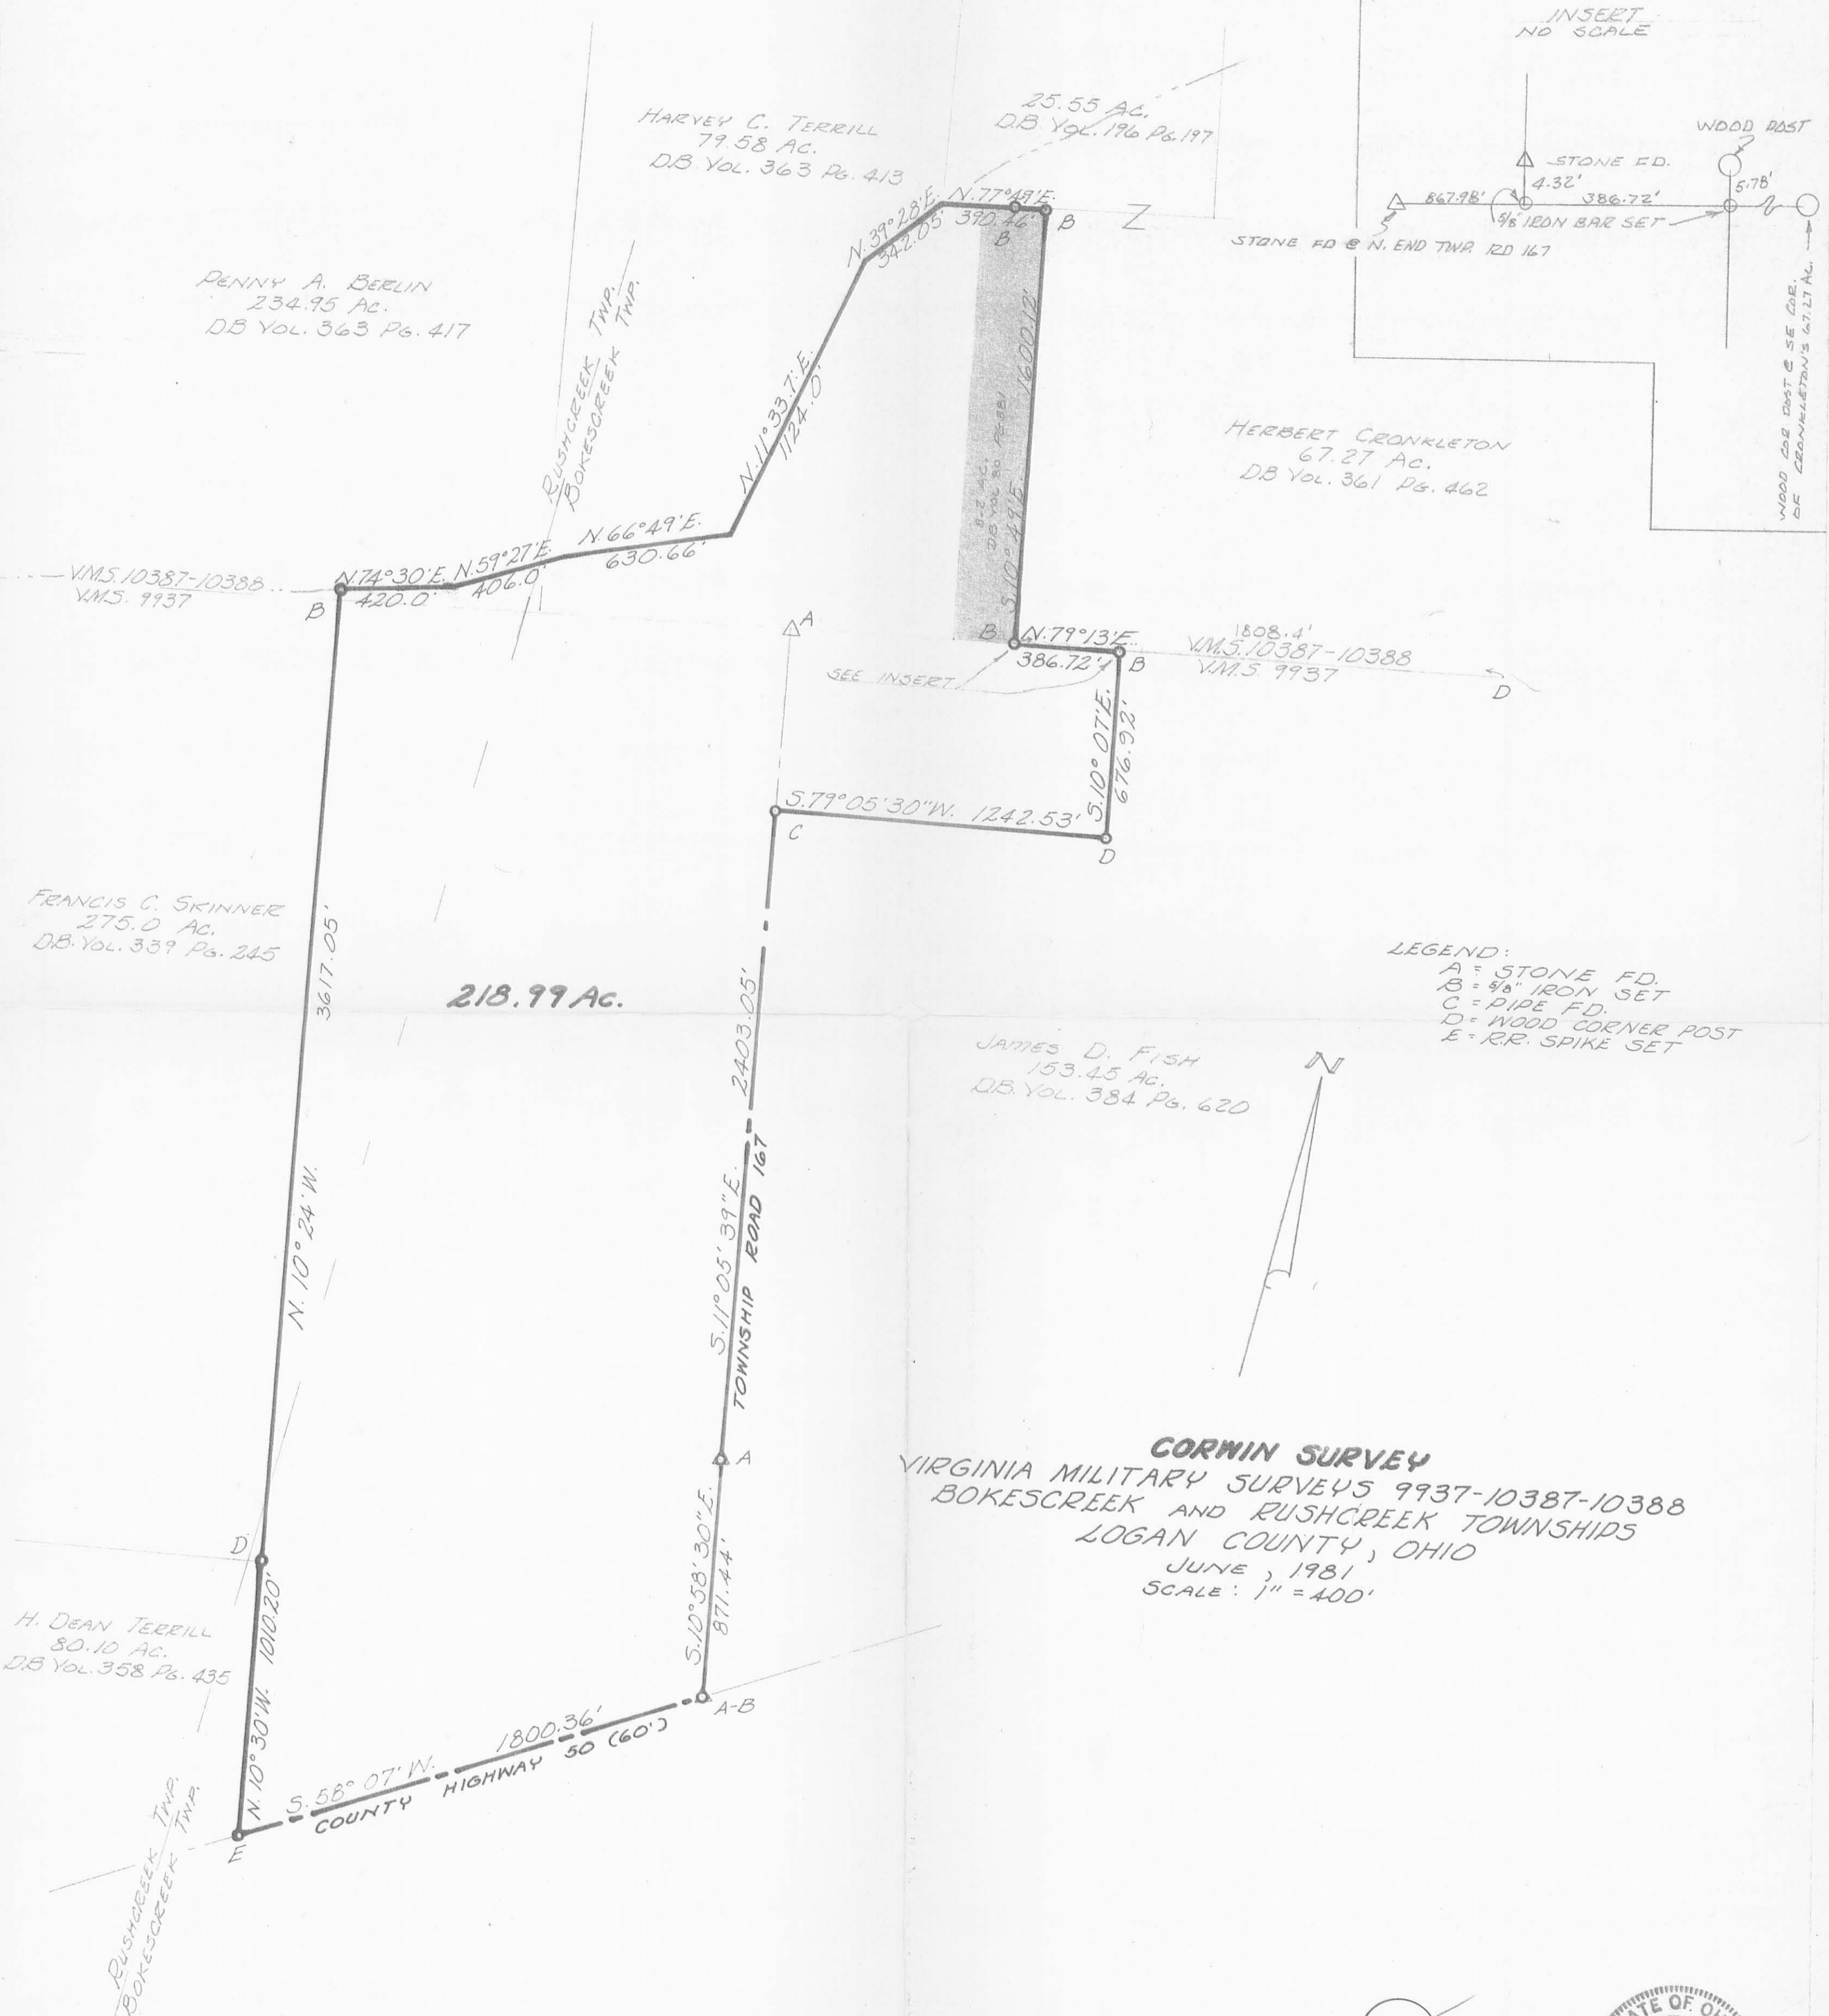 INSERT
NO SCALE
WOOD POST
STONE FD.
4.32'
5.78'
867.98'
386.72'
5/8" IRON BAR SET
STONE FD @ N. END TWP. RD 167
WOOD COR POST @ SE COR.
OF CRONKLETON'S 67.27 AC.
HARVEY C. TERRILL
79.58 AC.
D.B. VOL. 363 PG. 413
25.55 AC.
D.B. VOL. 196 PG. 197
N. 39° 28' E.
342.05'
N. 77° 49' E.
390.46'
B
B
Z
PENNY A. BERLIN
234.95 AC.
D.B VOL. 363 PG. 417
RUSHCREEK TWP.
BOKESCREEK TWP.
N. 11° 33.7' E.
1124.0'
8.2 AC.
D.B VOL 80 PG 381
S. 10° 49' E. 1600.12'
HERBERT CRONKLETON
67.27 AC.
D.B VOL. 361 PG. 462
V.M.S. 10387-10388
V.M.S. 9937
B
N. 74° 30' E.
420.0'
N. 59° 27' E.
406.0'
N. 66° 49' E.
630.66'
A
B
N. 79° 13' E.
386.72'
B
1808.4'
V.M.S. 10387-10388
V.M.S. 9937
D
SEE INSERT
S. 10° 07' E.
676.92'
S. 79° 05' 30" W. 1242.53'
C
D
FRANCIS C. SKINNER
275.0 AC.
D.B. VOL. 339 PG. 245
N. 10° 24' W. 3617.05'
218.99 AC.
S. 11° 05' 39" E. 2403.05'
TOWNSHIP ROAD 167
JAMES D. FISH
153.45 AC.
D.B. VOL. 384 PG. 620
LEGEND:
A = STONE FD.
B = 5/8" IRON SET
C = PIPE FD.
D = WOOD CORNER POST
E = R.R. SPIKE SET
N
CORWIN SURVEY
VIRGINIA MILITARY SURVEYS 9937-10387-10388
BOKESCREEK AND RUSHCREEK TOWNSHIPS
LOGAN COUNTY, OHIO
JUNE, 1981
SCALE: 1" = 400'
A
D
S. 10° 58' 30" E.
871.44'
A-B
H. DEAN TERRILL
80.10 AC.
D.B VOL. 358 PG. 435
N. 10° 30' W. 1010.20'
S. 58° 07' W. 1800.36'
COUNTY HIGHWAY 50 (60')
E
RUSHCREEK TWP.
BOKESCREEK TWP.